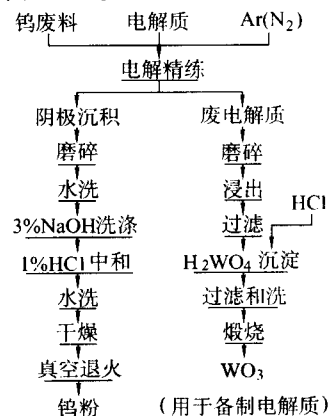 钨废料 电解质 Ar(N₂)
电解精练
阴极沉积 废电解质
磨碎 磨碎
水洗 浸出
HCl
3%NaOH洗涤 过滤
1%HCl中和 H₂WO₄沉淀
水洗 过滤和洗
干燥 煅烧
真空退火 WO₃
钨粉 (用于备制电解质)